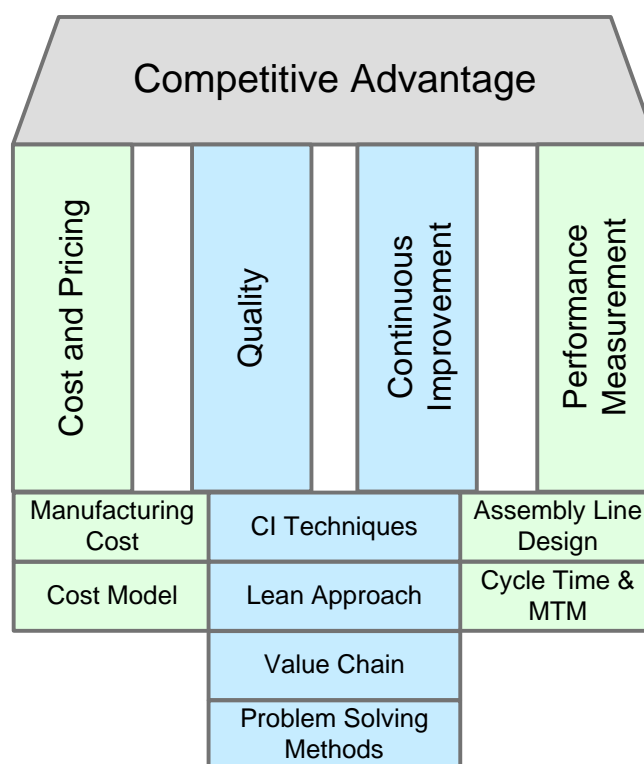 Competitive Advantage
Cost and Pricing
Quality
Continuous
Improvement
Performance
Measurement
Manufacturing
Cost
CI Techniques
Assembly Line
Design
Cost Model
Lean Approach
Cycle Time &
MTM
Value Chain
Problem Solving
Methods